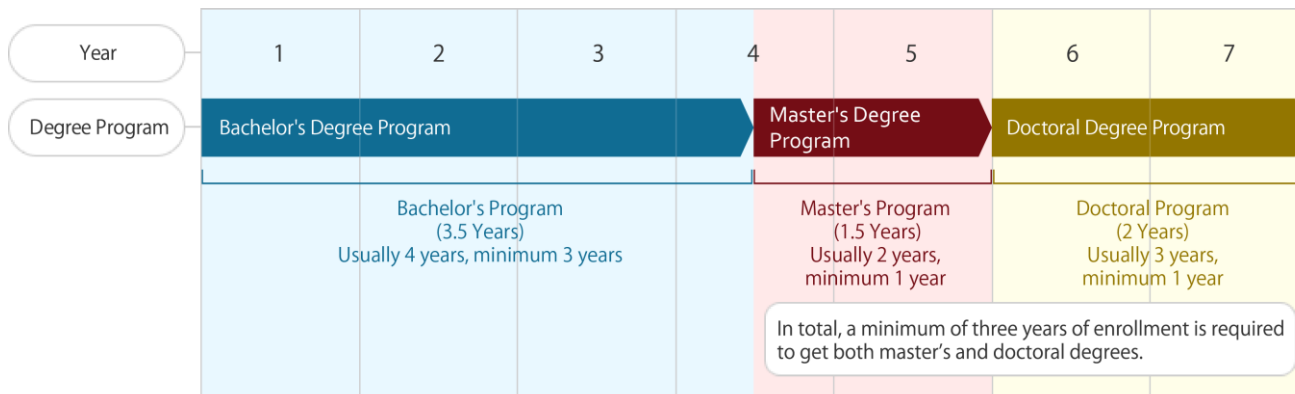 Year
1
2
3
4
5
6
7
Degree Program
Bachelor's Degree Program
Master's Degree
Program
Doctoral Degree Program
Bachelor's Program
(3.5 Years)
Usually 4 years, minimum 3 years
Master's Program
(1.5 Years)
Usually 2 years,
minimum 1 year
Doctoral Program
(2 Years)
Usually 3 years,
minimum 1 year
In total, a minimum of three years of enrollment is required
to get both master's and doctoral degrees.